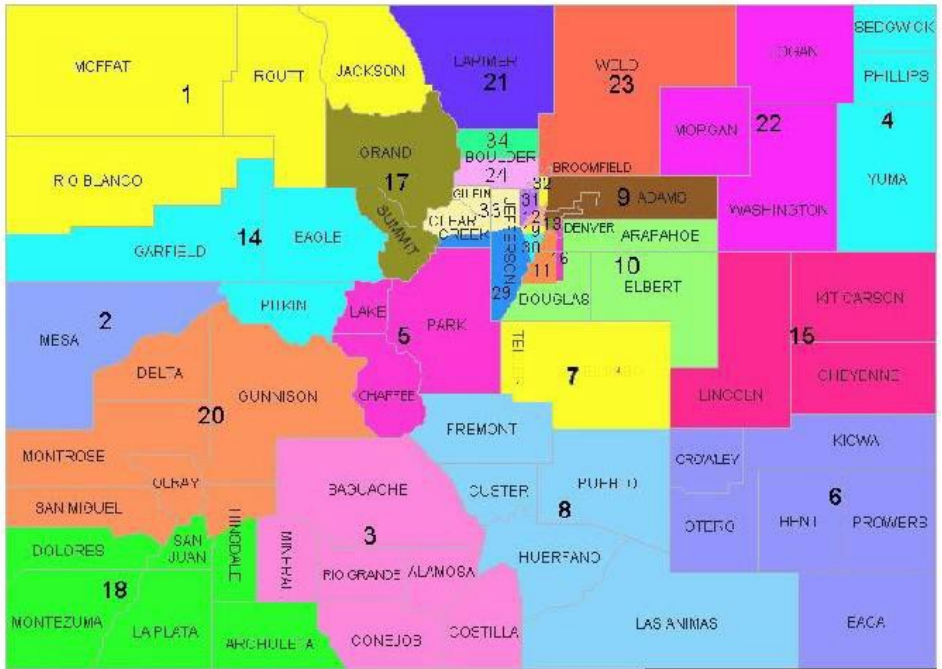 SEDGWICK
LOGAN
MOFFAT
ROUTT
JACKSON
LARIMER
WELD
PHILLIPS
1
21
23
MORGAN
22
4
34
BOULDER
GRAND
24
BROOMFIELD
RIO BLANCO
17
GILPIN
32
YUMA
31
9
ADAMS
33
CLEAR
CREEK
JEFFERSON
2
DENVER
WASHINGTON
SUMMIT
14
EAGLE
19
ARAPAHOE
GARFIELD
30
11
10
ELBERT
29
DOUGLAS
PITKIN
LAKE
KIT CARSON
2
PARK
MESA
5
15
DELTA
7
CHEYENNE
GUNNISON
CHAFFEE
LINCOLN
20
FREMONT
KIOWA
MONTROSE
CROWLEY
OURAY
SAGUACHE
CUSTER
PUEBLO
6
SAN MIGUEL
8
OTERO
BENT
PROWERS
3
DOLORES
SAN
JUAN
HINSDALE
MINERAL
HUERFANO
RIO GRANDE
ALAMOSA
18
MONTEZUMA
LA PLATA
ARCHULETA
CONEJOS
COSTILLA
LAS ANIMAS
BACA